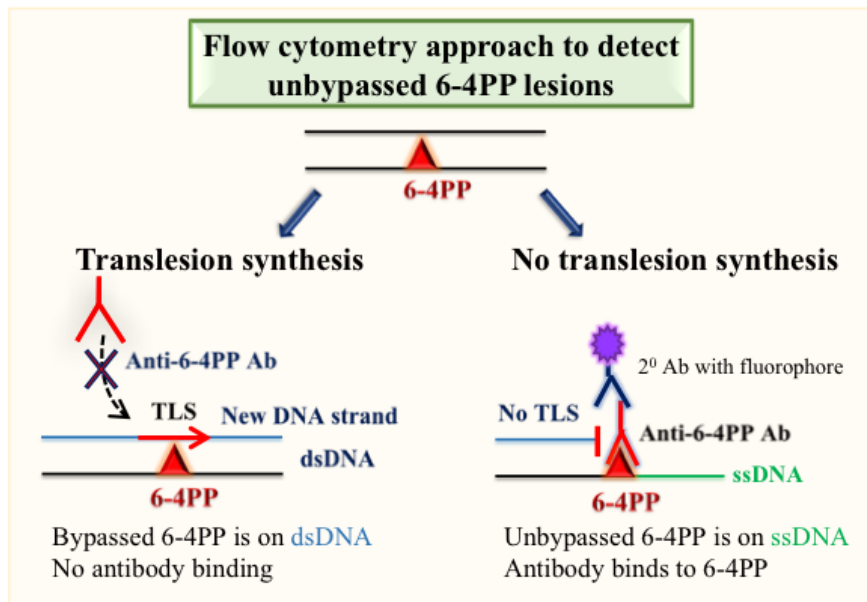 Flow cytometry approach to detect
unbypassed 6-4PP lesions
6-4PP
Translesion synthesis
Anti-6-4PP Ab
TLS
New DNA strand
dsDNA
6-4PP
Bypassed 6-4PP is on dsDNA
No antibody binding
No translesion synthesis
2⁰ Ab with fluorophore
No TLS
Anti-6-4PP Ab
ssDNA
6-4PP
Unbypassed 6-4PP is on ssDNA
Antibody binds to 6-4PP